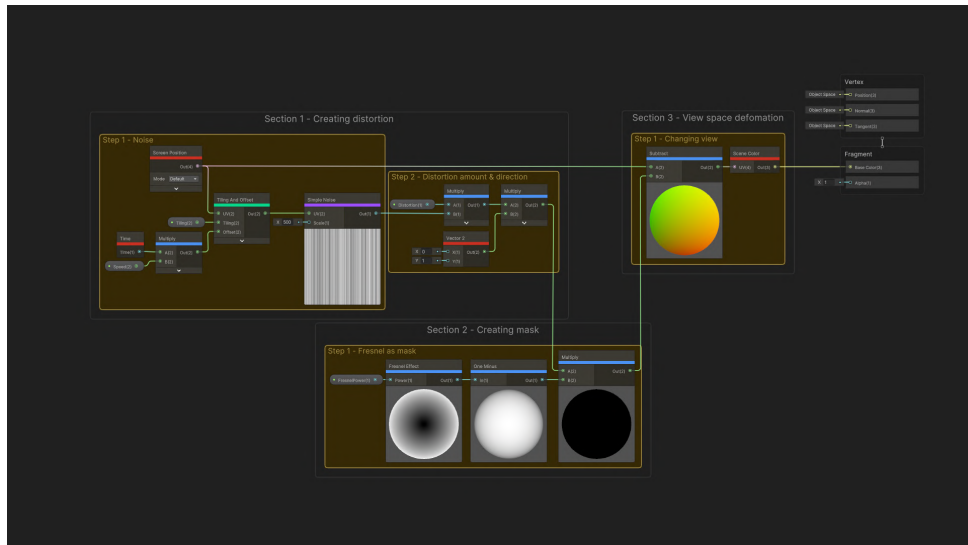 Section 1 - Creating distortion
Step 1 - Noise
Screen Position
Out(4)
Mode Default
Tiling And Offset
UV(2) Out(2)
Tiling(2) Tiling(2)
Offset(2)
Simple Noise
UV(2) Out(1)
X 500 Scale(1)
Time
Time(1)
Multiply
A(2) Out(2)
B(2)
Speed(2)
Step 2 - Distortion amount & direction
Multiply
Distortion(1) A(1) Out(1)
B(1)
Multiply
A(2) Out(2)
B(2)
Vector 2
X 0 X(1) Out(2)
Y 1 Y(1)
Section 2 - Creating mask
Step 1 - Fresnel as mask
Fresnel Effect
FresnelPower(1) Power(1) Out(1)
One Minus
In(1) Out(1)
Multiply
A(2) Out(2)
B(2)
Section 3 - View space defomation
Step 1 - Changing view
Subtract
A(2) Out(2)
B(2)
Scene Color
UV(4) Out(3)
Vertex
Object Space Position(3)
Object Space Normal(3)
Object Space Tangent(3)
Fragment
Base Color(3)
X 1 Alpha(1)